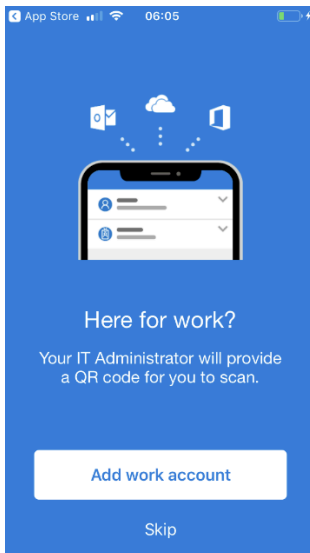 App Store 06:05
Here for work?
Your IT Administrator will provide
a QR code for you to scan.
Add work account
Skip